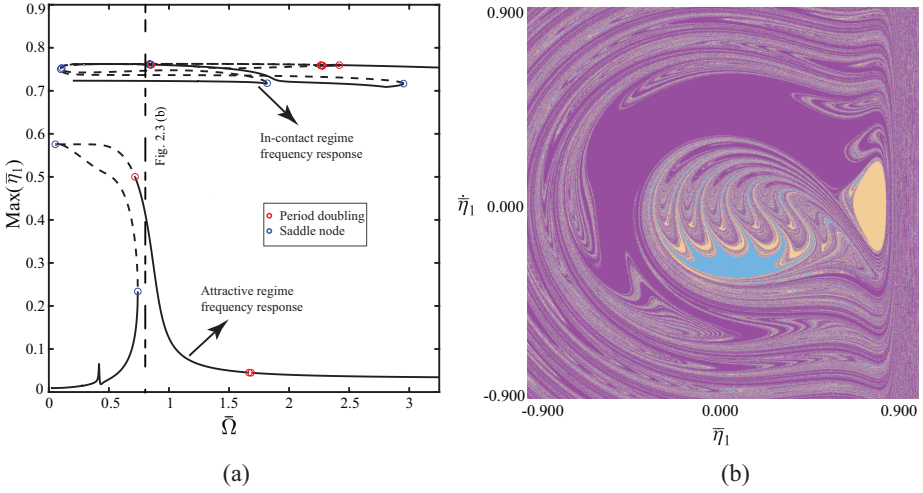 0.9
0.8
0.7
0.6
0.5
0.4
0.3
0.2
0.1
0
Max(η̅₁)
0
0.5
1
1.5
2
2.5
3
Ω̅
Fig. 2.3 (b)
In-contact regime
frequency response
Period doubling
Saddle node
Attractive regime
frequency response
(a)
0.900
0.000
-0.900
η̅̇₁
-0.900
0.000
0.900
η̅₁
(b)